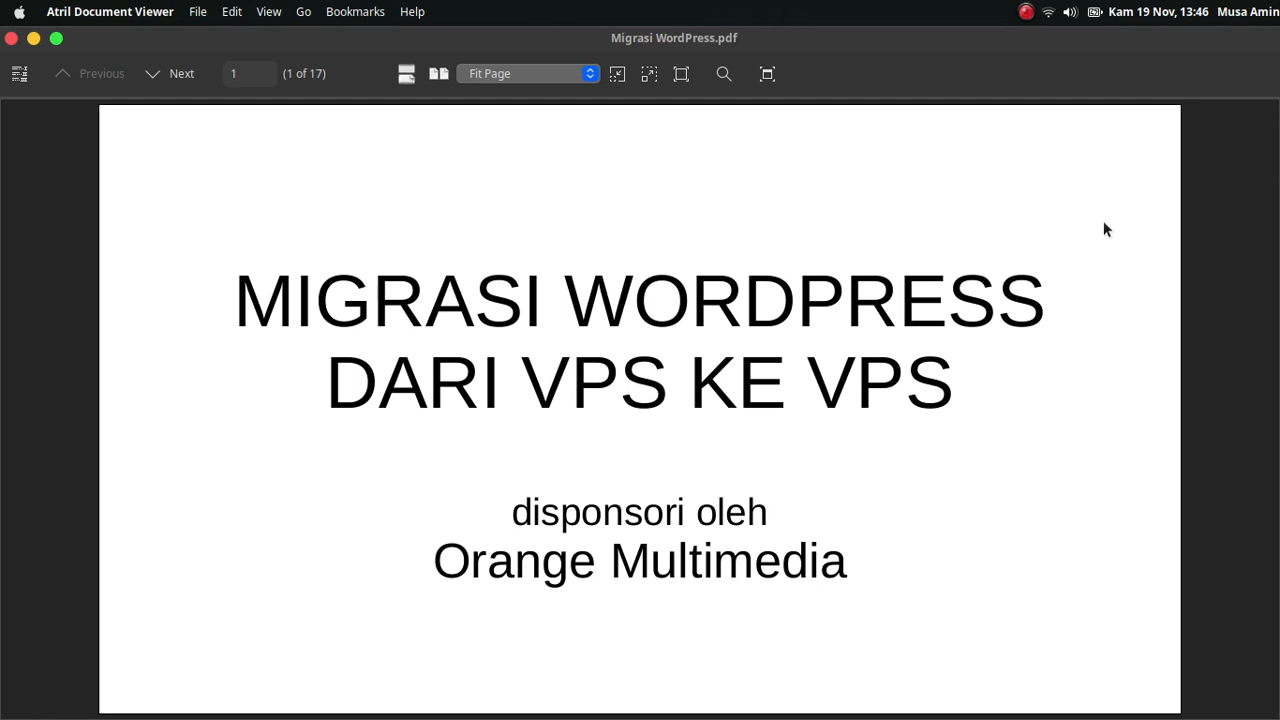 Atril Document Viewer File Edit View Go Bookmarks Help Kam 19 Nov, 13:46 Musa Amin
Migrasi WordPress.pdf
Previous Next 1 (1 of 17) Fit Page
MIGRASI WORDPRESS
DARI VPS KE VPS
disponsori oleh
Orange Multimedia